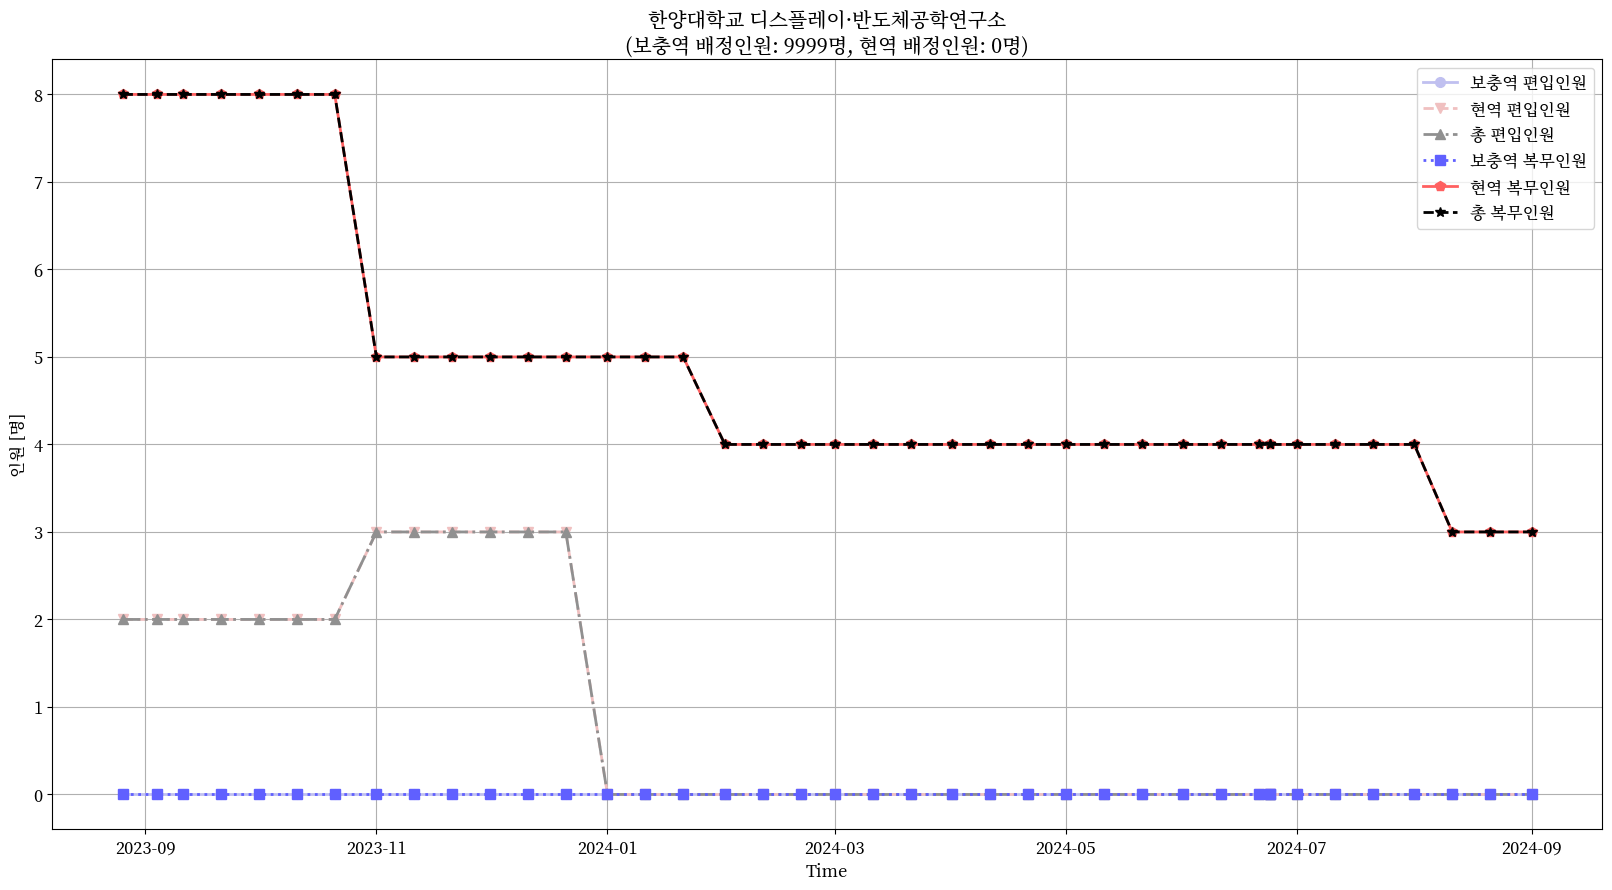 한양대학교 디스플레이·반도체공학연구소
(보충역 배정인원: 9999명, 현역 배정인원: 0명)
보충역 편입인원
현역 편입인원
총 편입인원
보충역 복무인원
현역 복무인원
총 복무인원
8
7
6
5
4
3
2
1
0
인원 [명]
2023-09
2023-11
2024-01
2024-03
2024-05
2024-07
2024-09
Time